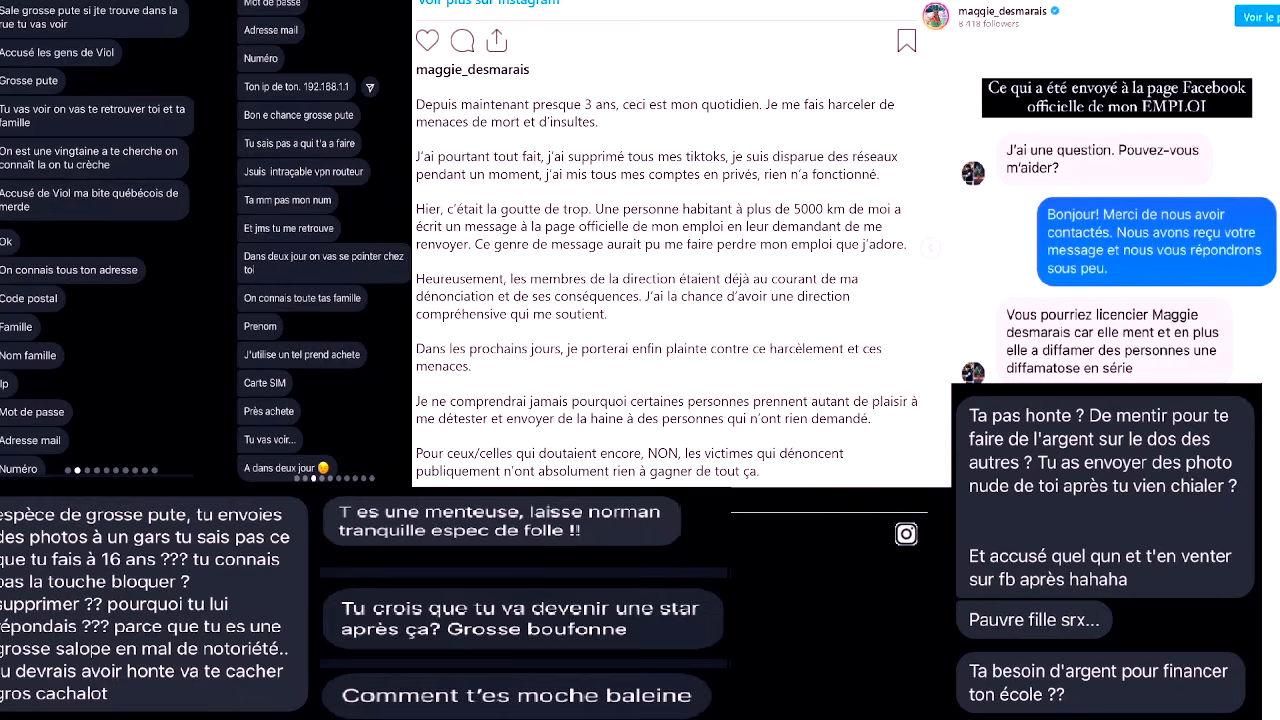 Sale grosse pute si jte trouve dans la
rue tu vas voir
Accusé les gens de Viol
Grosse pute
Tu vas voir on vas te retrouver toi et ta
famille
On est une vingtaine a te cherche on
connaît la on tu crèche
Accusé de Viol ma bite québécois de
merde
Ok
On connais tous ton adresse
Code postal
Famille
Nom famille
Ip
Mot de passe
Adresse mail
Numéro
Mot de passe
Adresse mail
Numéro
Ton ip de ton. 192.168.1.1
Bon e chance grosse pute
Tu sais pas a qui t'a a faire
Jsuis intraçable vpn routeur
Ta mm pas mon num
Et jms tu me retrouve
Dans deux jour on vas se pointer chez
toi
On connais toute tas famille
Prenom
J'utilise un tel prend achete
Carte SIM
Près achete
Tu vas voir...
A dans deux jour 😉
Voir plus sur Instagram
maggie_desmarais
Depuis maintenant presque 3 ans, ceci est mon quotidien. Je me fais harceler de
menaces de mort et d'insultes.
J'ai pourtant tout fait, j'ai supprimé tous mes tiktoks, je suis disparue des réseaux
pendant un moment, j'ai mis tous mes comptes en privés, rien n'a fonctionné.
Hier, c'était la goutte de trop. Une personne habitant à plus de 5000 km de moi a
écrit un message à la page officielle de mon emploi en leur demandant de me
renvoyer. Ce genre de message aurait pu me faire perdre mon emploi que j'adore.
Heureusement, les membres de la direction étaient déjà au courant de ma
dénonciation et de ses conséquences. J'ai la chance d'avoir une direction
compréhensive qui me soutient.
Dans les prochains jours, je porterai enfin plainte contre ce harcèlement et ces
menaces.
Je ne comprendrai jamais pourquoi certaines personnes prennent autant de plaisir à
me détester et envoyer de la haine à des personnes qui n'ont rien demandé.
Pour ceux/celles qui doutaient encore, NON, les victimes qui dénoncent
publiquement n'ont absolument rien à gagner de tout ça.
maggie_desmarais
8 418 followers
Voir le p
Ce qui a été envoyé à la page Facebook
officielle de mon EMPLOI
J'ai une question. Pouvez-vous
m'aider?
Bonjour! Merci de nous avoir
contactés. Nous avons reçu votre
message et nous vous répondrons
sous peu.
Vous pourriez licencier Maggie
desmarais car elle ment et en plus
elle a diffamer des personnes une
diffamatose en série
Ta pas honte ? De mentir pour te
faire de l'argent sur le dos des
autres ? Tu as envoyer des photo
nude de toi après tu vien chialer ?
Et accusé quel qun et t'en venter
sur fb après hahaha
Pauvre fille srx...
Ta besoin d'argent pour financer
ton école ??
espèce de grosse pute, tu envoies
des photos à un gars tu sais pas ce
que tu fais à 16 ans ??? tu connais
pas la touche bloquer ?
supprimer ?? pourquoi tu lui
répondais ??? parce que tu es une
grosse salope en mal de notoriété..
u devrais avoir honte va te cacher
gros cachalot
T es une menteuse, laisse norman
tranquille espec de folle !!
Tu crois que tu va devenir une star
après ça? Grosse boufonne
Comment t'es moche baleine